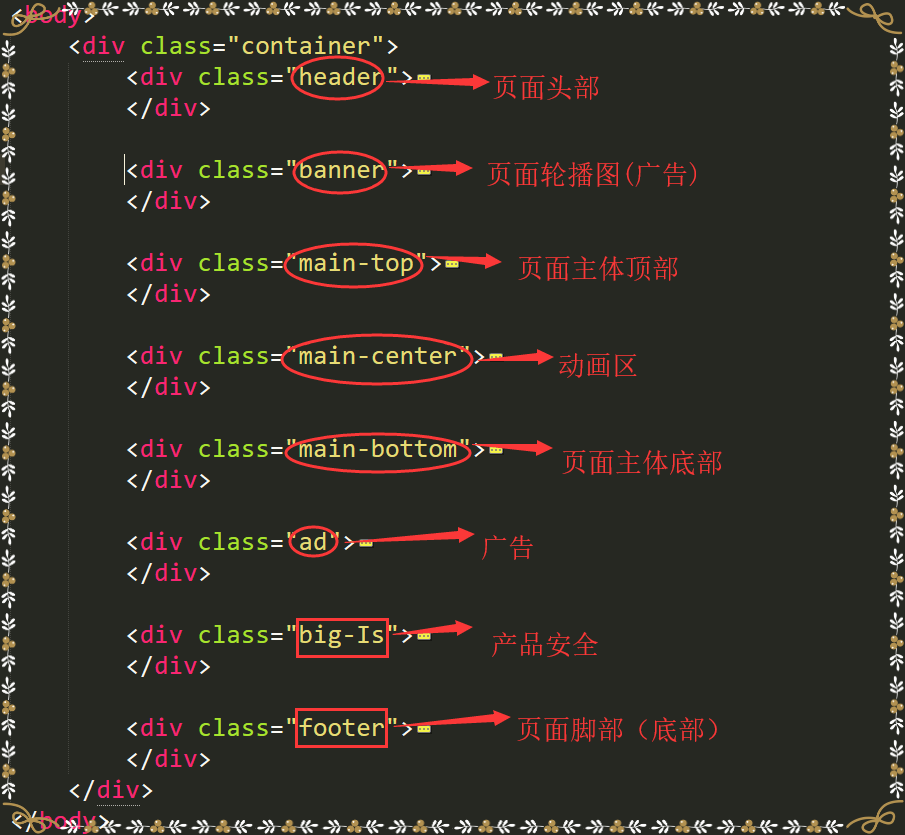 <body>
<div class="container">
<div class="header"> 页面头部
</div>
<div class="banner"> 页面轮播图(广告)
</div>
<div class="main-top"> 页面主体顶部
</div>
<div class="main-center"> 动画区
</div>
<div class="main-bottom"> 页面主体底部
</div>
<div class="ad"> 广告
</div>
<div class="big-Is"> 产品安全
</div>
<div class="footer"> 页面脚部（底部）
</div>
</div>
</body>